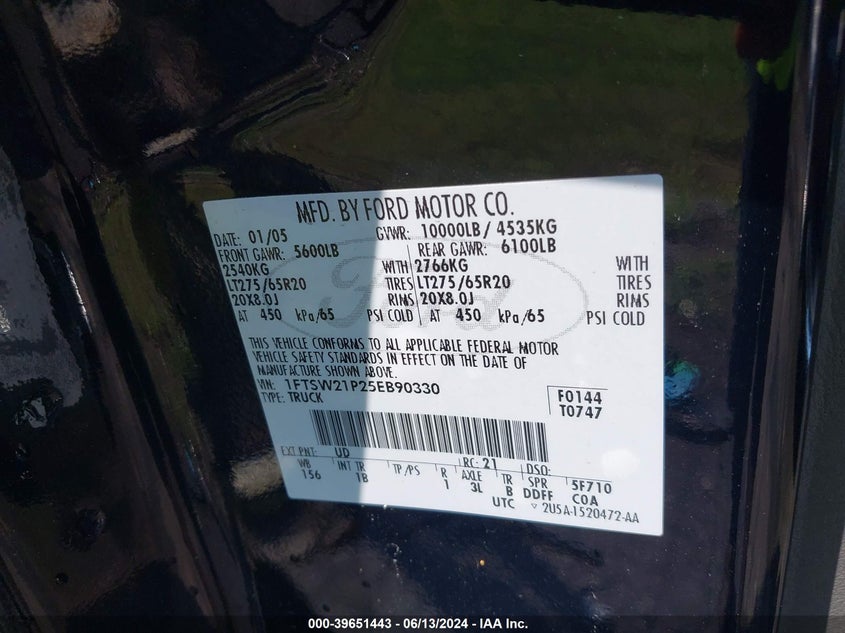 MFD. BY FORD MOTOR CO.
DATE: 01/05 GVWR: 10000LB/ 4535KG
FRONT GAWR: 5600LB REAR GAWR: 6100LB
2540KG WITH 2766KG WITH
LT275/65R20 TIRES LT275/65R20 TIRES
20X8.0J RIMS 20X8.0J RIMS
AT 450 kPa/65 PSI COLD AT 450 kPa/65 PSI COLD
Ford
THIS VEHICLE CONFORMS TO ALL APPLICABLE FEDERAL MOTOR
VEHICLE SAFETY STANDARDS IN EFFECT ON THE DATE OF
MANUFACTURE SHOWN ABOVE.
VIN: 1FTSW21P25EB90330 F0144
TYPE: TRUCK T0747
EXT PNT: UD RC: 21 DSO:
WB INT TR TP/PS R AXLE TR SPR 5F710
156 1B 1 3L B DDFF C0A
UTC ▽ 2U5A-1520472-AA
000-39651443 - 06/13/2024 - IAA Inc.